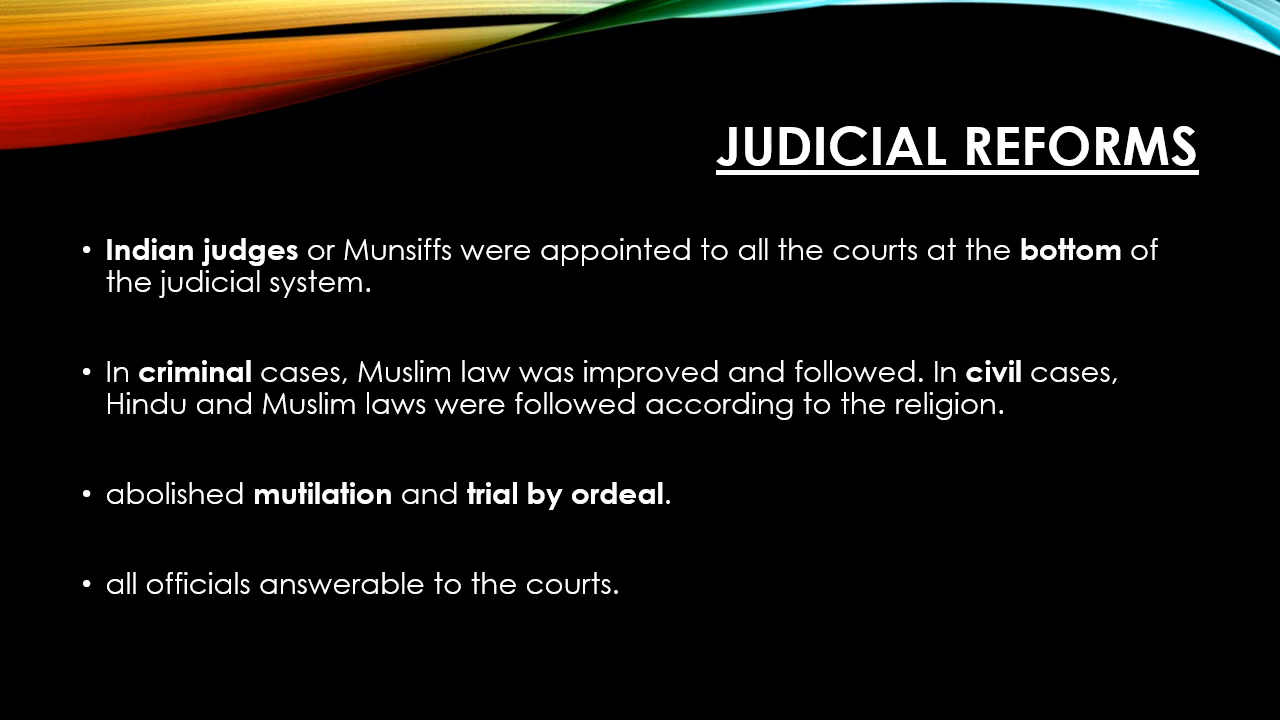 JUDICIAL REFORMS
• Indian judges or Munsiffs were appointed to all the courts at the bottom of
the judicial system.
• In criminal cases, Muslim law was improved and followed. In civil cases,
Hindu and Muslim laws were followed according to the religion.
• abolished mutilation and trial by ordeal.
• all officials answerable to the courts.